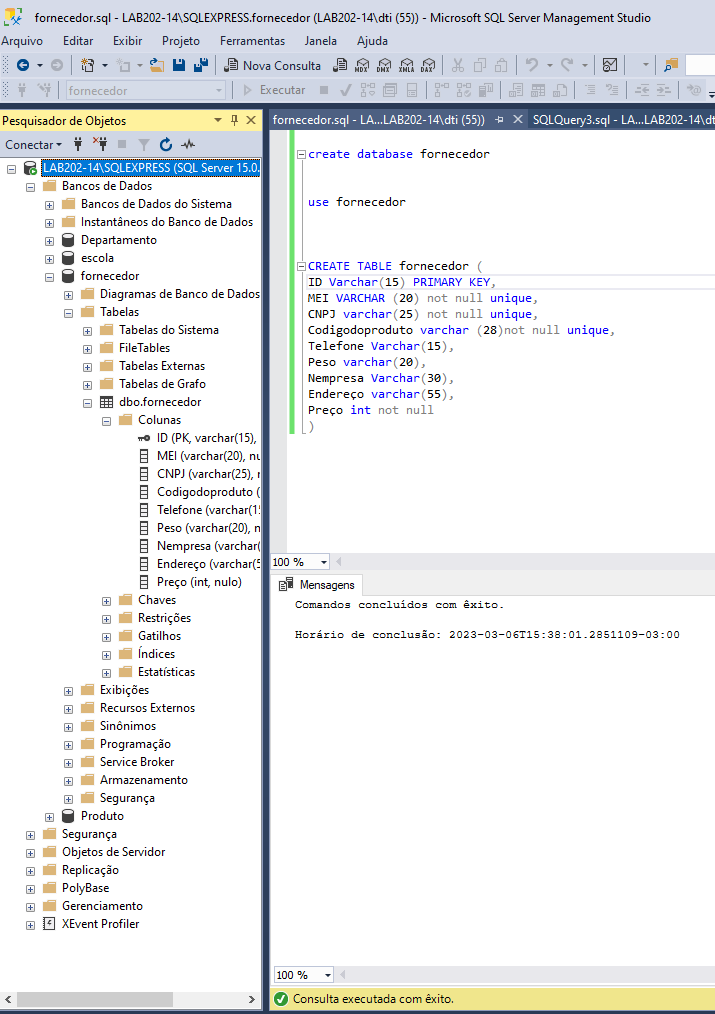 fornecedor.sql - LAB202-14\SQLEXPRESS.fornecedor (LAB202-14\dti (55)) - Microsoft SQL Server Management Studio
Arquivo Editar Exibir Projeto Ferramentas Janela Ajuda
Nova Consulta MDX DMX XMLA DAX
fornecedor Executar
Pesquisador de Objetos
Conectar
LAB202-14\SQLEXPRESS (SQL Server 15.0.
Bancos de Dados
Bancos de Dados do Sistema
Instantâneos do Banco de Dados
Departamento
escola
fornecedor
Diagramas de Banco de Dados
Tabelas
Tabelas do Sistema
FileTables
Tabelas Externas
Tabelas de Grafo
dbo.fornecedor
Colunas
ID (PK, varchar(15),
MEI (varchar(20), nu
CNPJ (varchar(25), n
Codigodoproduto (
Telefone (varchar(15
Peso (varchar(20), n
Nempresa (varchar(
Endereço (varchar(5
Preço (int, nulo)
Chaves
Restrições
Gatilhos
Índices
Estatísticas
Exibições
Recursos Externos
Sinônimos
Programação
Service Broker
Armazenamento
Segurança
Produto
Segurança
Objetos de Servidor
Replicação
PolyBase
Gerenciamento
XEvent Profiler
fornecedor.sql - LA...LAB202-14\dti (55)) SQLQuery3.sql - LA...LAB202-14\dt
create database fornecedor
use fornecedor
CREATE TABLE fornecedor (
ID Varchar(15) PRIMARY KEY,
MEI VARCHAR (20) not null unique,
CNPJ varchar(25) not null unique,
Codigodoproduto varchar (28)not null unique,
Telefone Varchar(15),
Peso varchar(20),
Nempresa Varchar(30),
Endereço varchar(55),
Preço int not null
)
100 %
Mensagens
Comandos concluídos com êxito.
Horário de conclusão: 2023-03-06T15:38:01.2851109-03:00
100 %
Consulta executada com êxito.